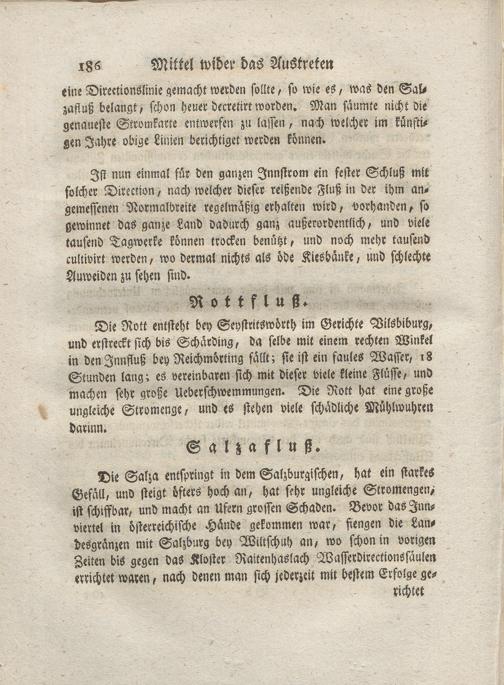 186 Mittel wider das Austreten
eine Directionslinie gemacht werden sollte, so wie es, was den Sal-
zafluß belangt, schon heuer decretirt worden. Man säumte nicht die
genaueste Stromkarte entwerfen zu lassen, nach welcher im künfti-
gen Jahre obige Linien berichtiget werden können.
Ist nun einmal für den ganzen Innstrom ein fester Schluß mit
solcher Direction, nach welcher dieser reißende Fluß in der ihm an-
gemessenen Normalbreite regelmäßig erhalten wird, vorhanden, so
gewinnet das ganze Land dadurch ganz außerordentlich, und viele
tausend Tagwerke können trocken benützt, und noch mehr tausend
cultivirt werden, wo dermal nichts als öde Kiesbänke, und schlechte
Auweiden zu sehen sind.
Rottfluß.
Die Rott entsteht bey Seystritswörth im Gerichte Vilsbiburg,
und erstreckt sich bis Schärding, da selbe mit einem rechten Winkel
in den Innfluß bey Reichmörting fällt; sie ist ein faules Wasser, 18
Stunden lang; es vereinbaren sich mit dieser viele kleine Flüsse, und
machen sehr große Ueberschwemmungen. Die Rott hat eine große
ungleiche Stromenge, und es stehen viele schädliche Mühlwuhren
darinn.
Salzafluß.
Die Salza entspringt in dem Salzburgischen, hat ein starkes
Gefäll, und steigt öfters hoch an, hat sehr ungleiche Stromengen,
ist schiffbar, und macht an Ufern grossen Schaden. Bevor das Inn-
viertel in österreichische Hände gekommen war, fiengen die Lan-
desgränzen mit Salzburg bey Wiltschuh an, wo schon in vorigen
Zeiten bis gegen das Kloster Raitenhaslach Wasserdirectionssäulen
errichtet waren, nach denen man sich jederzeit mit bestem Erfolge ge-
richtet